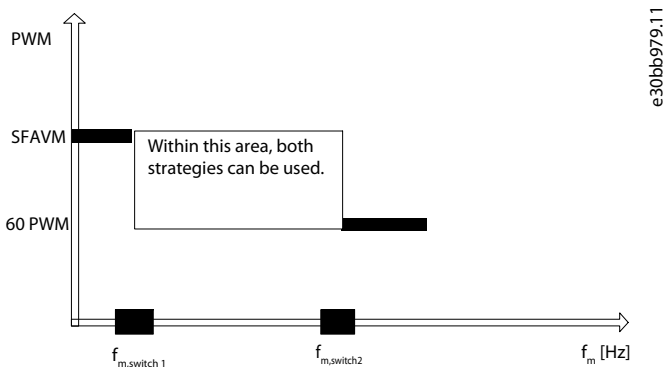 PWM
e30bb979.11
SFAVM
Within this area, both
strategies can be used.
60 PWM
fm,switch 1
fm,switch2
fm [Hz]